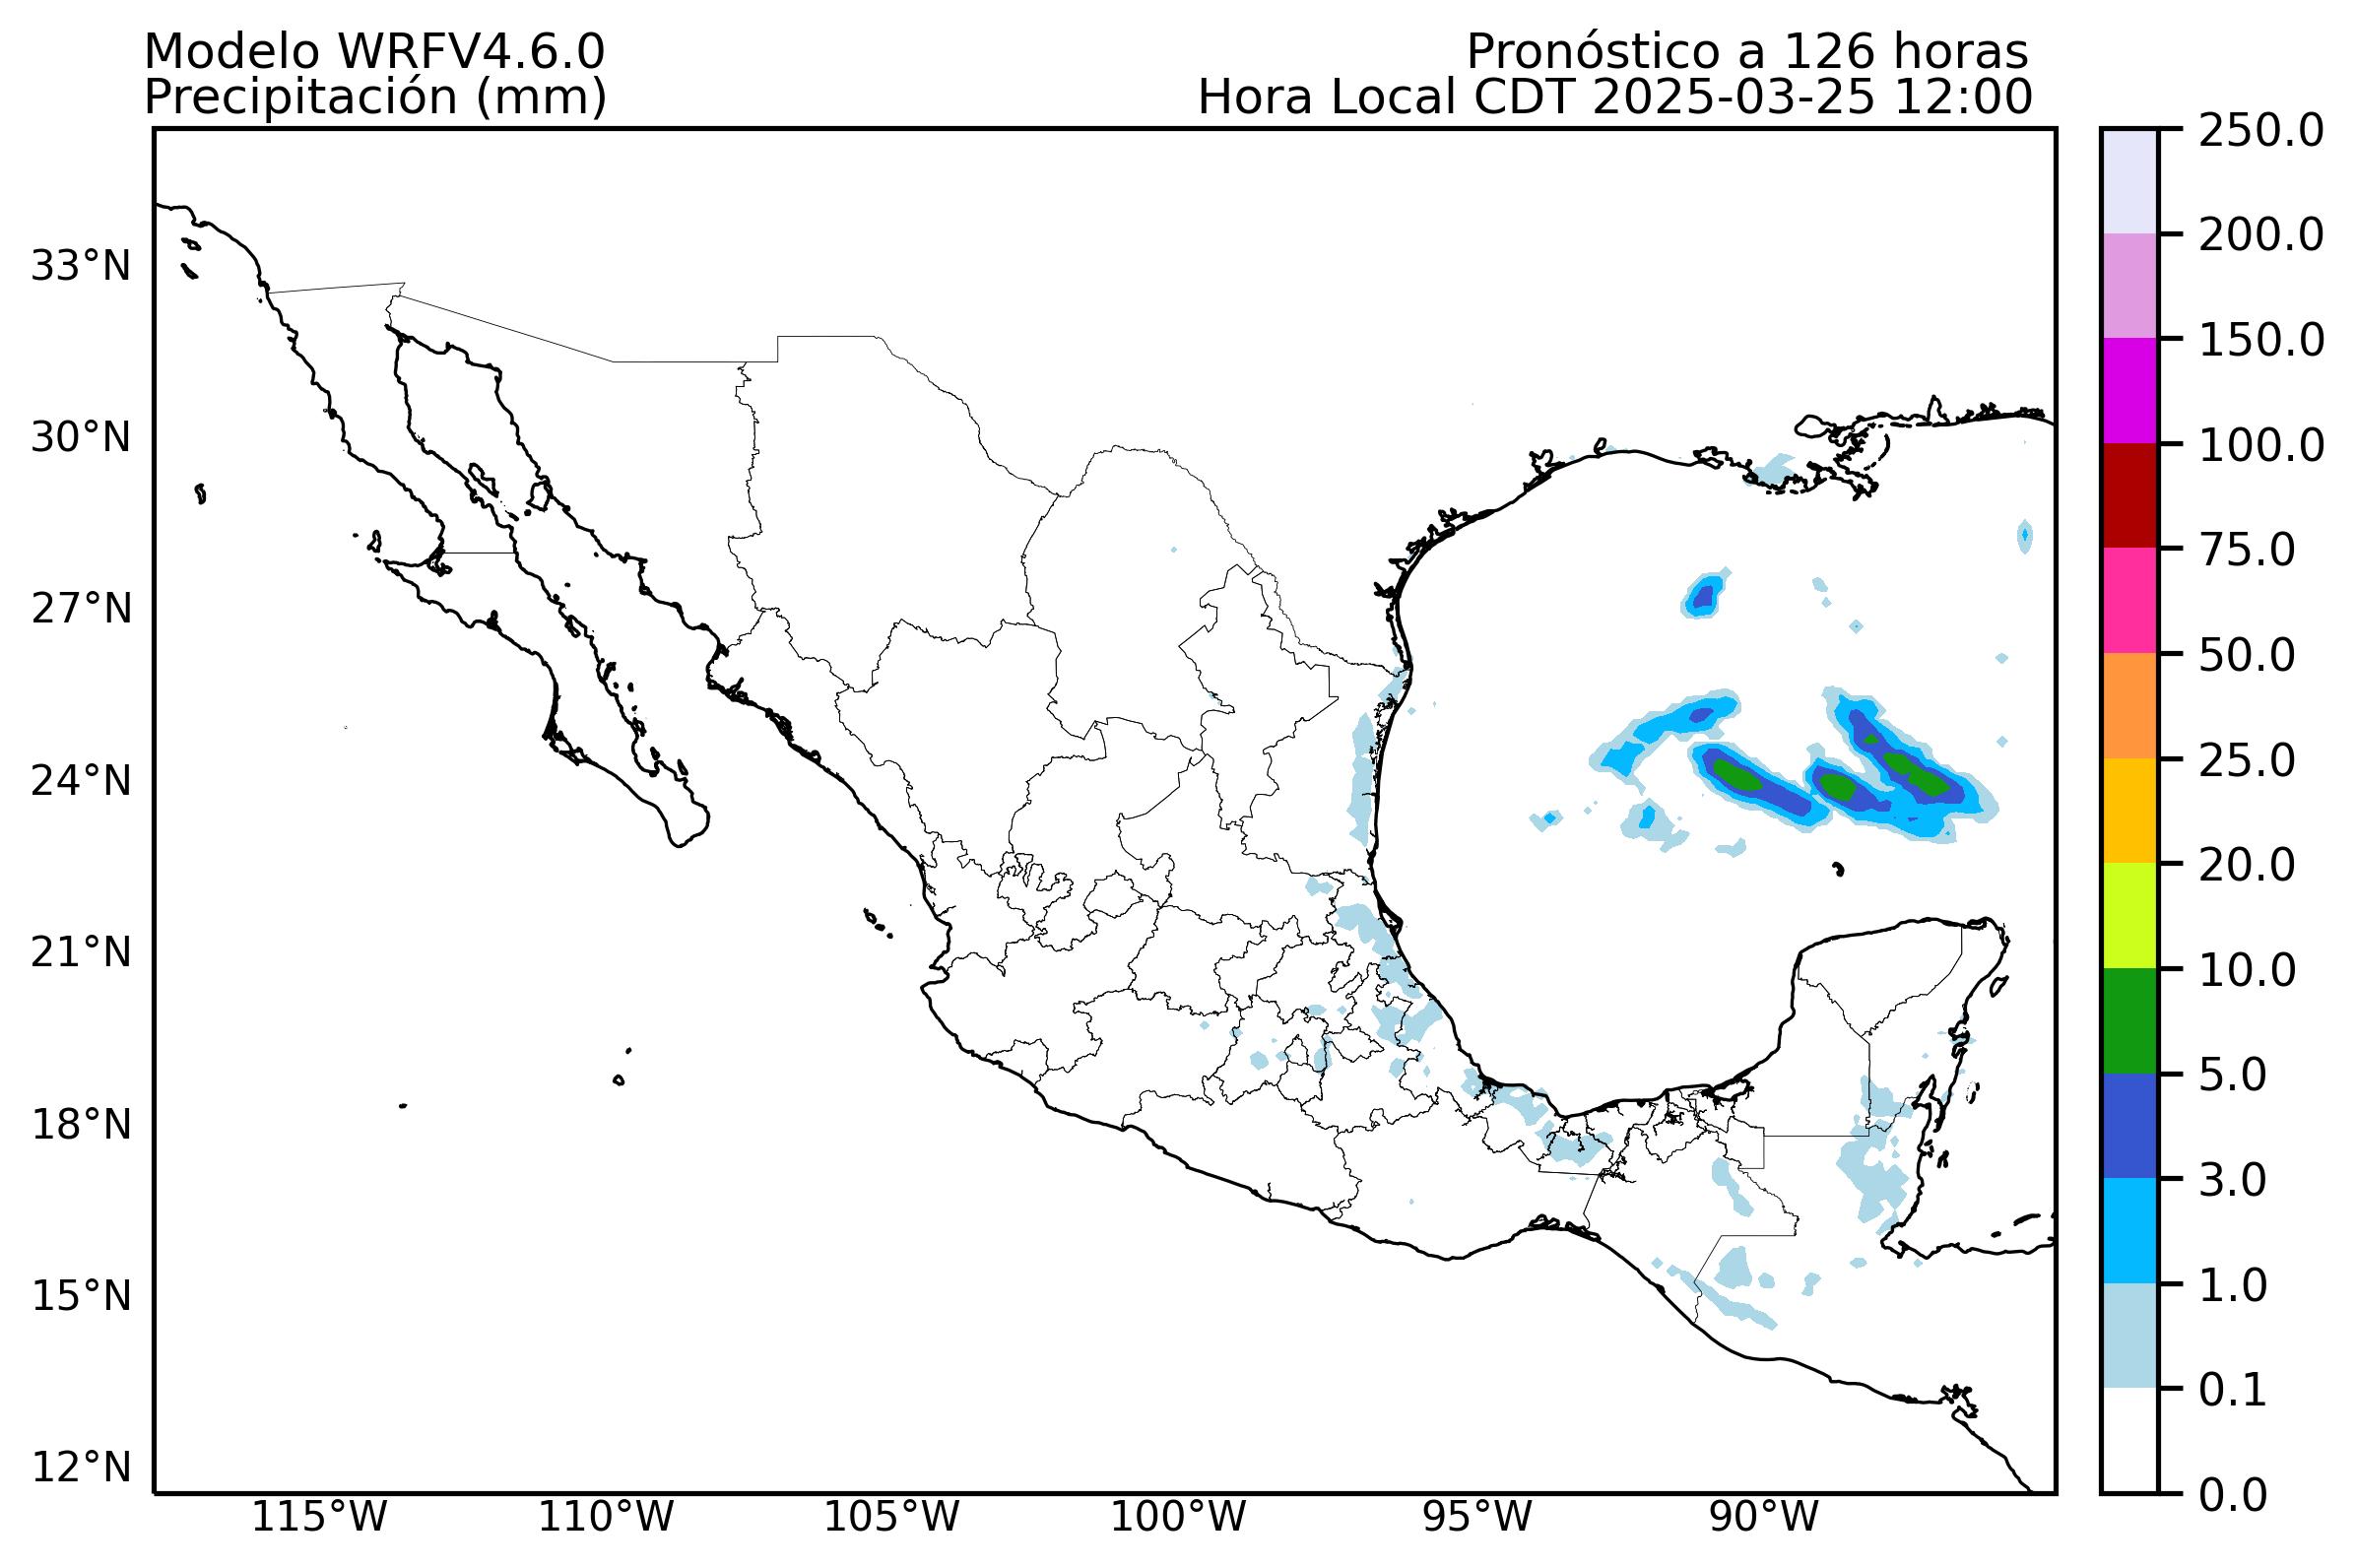 Modelo WRFV4.6.0
Precipitación (mm)
Pronóstico a 126 horas
Hora Local CDT 2025-03-25 12:00
33°N
30°N
27°N
24°N
21°N
18°N
15°N
12°N
115°W
110°W
105°W
100°W
95°W
90°W
250.0
200.0
150.0
100.0
75.0
50.0
25.0
20.0
10.0
5.0
3.0
1.0
0.1
0.0